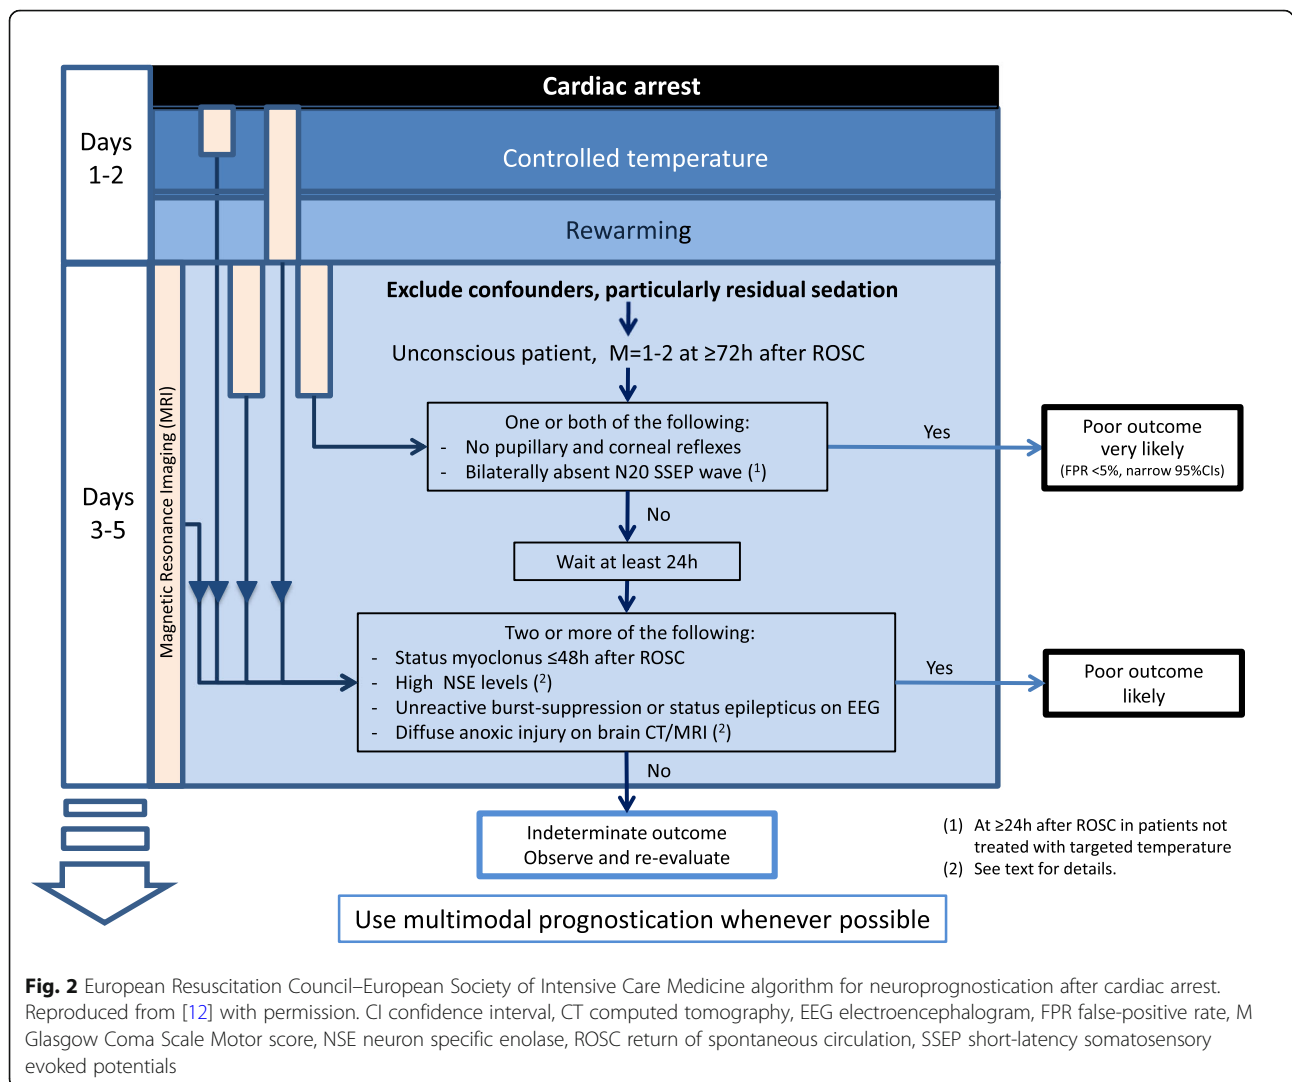 Cardiac arrest
Days
1-2
Controlled temperature
Rewarming
Days
3-5
Magnetic Resonance Imaging (MRI)
Exclude confounders, particularly residual sedation
Unconscious patient, M=1-2 at ≥72h after ROSC
One or both of the following:
- No pupillary and corneal reflexes
- Bilaterally absent N20 SSEP wave (1)
Yes
Poor outcome
very likely
(FPR <5%, narrow 95%CIs)
No
Wait at least 24h
Two or more of the following:
- Status myoclonus ≤48h after ROSC
- High NSE levels (2)
- Unreactive burst-suppression or status epilepticus on EEG
- Diffuse anoxic injury on brain CT/MRI (2)
Yes
Poor outcome
likely
No
Indeterminate outcome
Observe and re-evaluate
(1) At ≥24h after ROSC in patients not
treated with targeted temperature
(2) See text for details.
Use multimodal prognostication whenever possible
Fig. 2 European Resuscitation Council–European Society of Intensive Care Medicine algorithm for neuroprognostication after cardiac arrest.
Reproduced from [12] with permission. CI confidence interval, CT computed tomography, EEG electroencephalogram, FPR false-positive rate, M
Glasgow Coma Scale Motor score, NSE neuron specific enolase, ROSC return of spontaneous circulation, SSEP short-latency somatosensory
evoked potentials